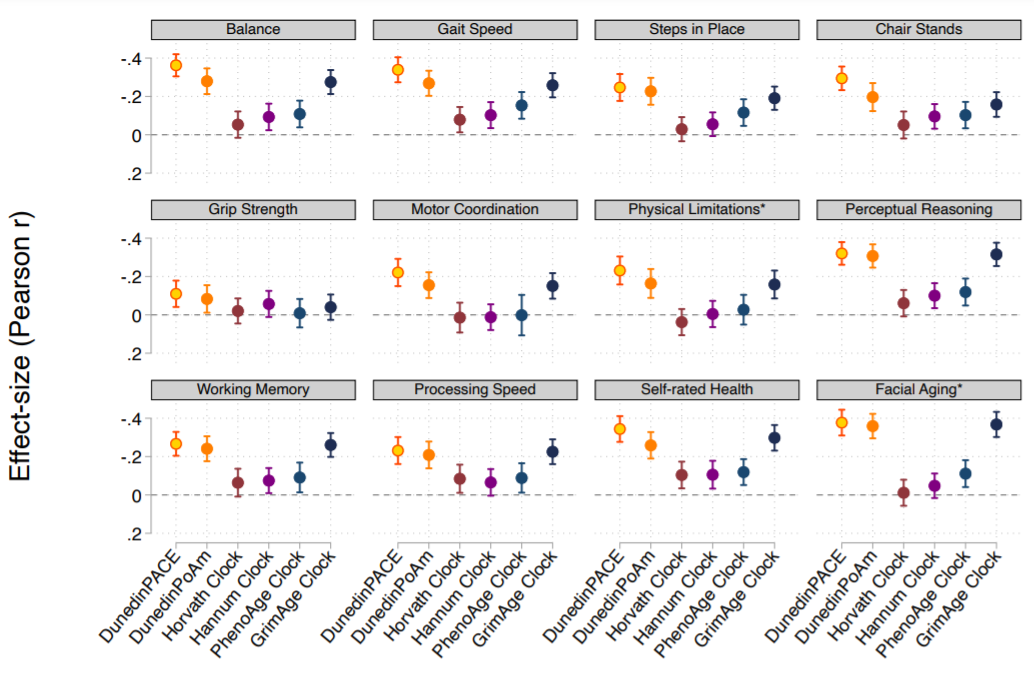 Balance Gait Speed Steps in Place Chair Stands
-.4
-.2
0
.2
Grip Strength Motor Coordination Physical Limitations* Perceptual Reasoning
-.4
-.2
0
.2
Working Memory Processing Speed Self-rated Health Facial Aging*
-.4
-.2
0
.2
Effect-size (Pearson r)
DunedinPACE
DunedinPoAm
Horvath Clock
Hannum Clock
PhenoAge Clock
GrimAge Clock
DunedinPACE
DunedinPoAm
Horvath Clock
Hannum Clock
PhenoAge Clock
GrimAge Clock
DunedinPACE
DunedinPoAm
Horvath Clock
Hannum Clock
PhenoAge Clock
GrimAge Clock
DunedinPACE
DunedinPoAm
Horvath Clock
Hannum Clock
PhenoAge Clock
GrimAge Clock